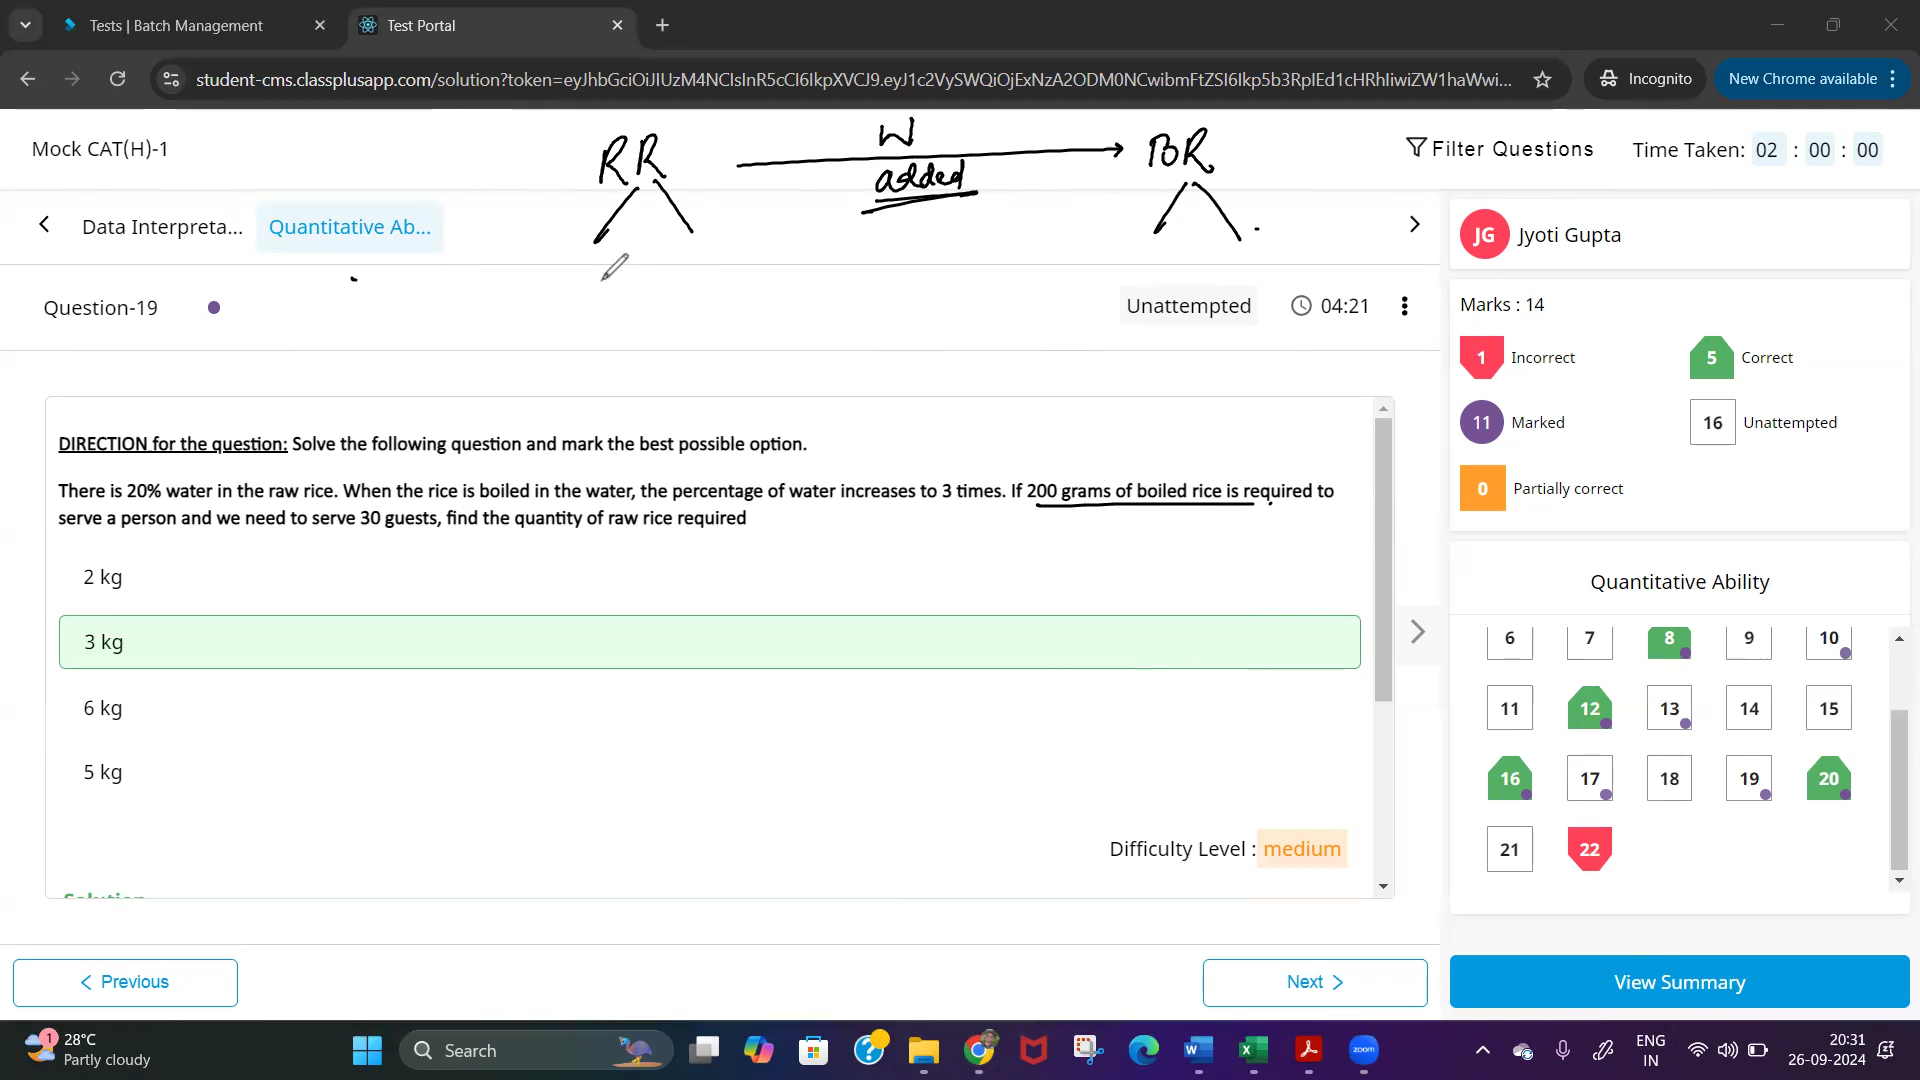 Tests | Batch Management
Test Portal
student-cms.classplusapp.com/solution?token=eyJhbGciOiJIUzM4NCIsInR5cCI6IkpXVCJ9.eyJ1c2VySWQiOjExNzA2ODM0NCwibmFtZSI6Ikp5b3RpIEd1cHRhIiwiZW1haWwi...
Incognito
New Chrome available
Mock CAT(H)-1
RR
W
added
BR
Filter Questions
Time Taken: 02 : 00 : 00
Data Interpreta...
Quantitative Ab...
JG
Jyoti Gupta
Question-19
Unattempted
04:21
Marks : 14
1 Incorrect
5 Correct
11 Marked
16 Unattempted
0 Partially correct
DIRECTION for the question: Solve the following question and mark the best possible option.
There is 20% water in the raw rice. When the rice is boiled in the water, the percentage of water increases to 3 times. If 200 grams of boiled rice is required to
serve a person and we need to serve 30 guests, find the quantity of raw rice required
2 kg
3 kg
6 kg
5 kg
Difficulty Level : medium
Solution
Quantitative Ability
6 7 8 9 10
11 12 13 14 15
16 17 18 19 20
21 22
Previous
Next
View Summary
1
28°C
Partly cloudy
Search
zoom
ENG
IN
20:31
26-09-2024